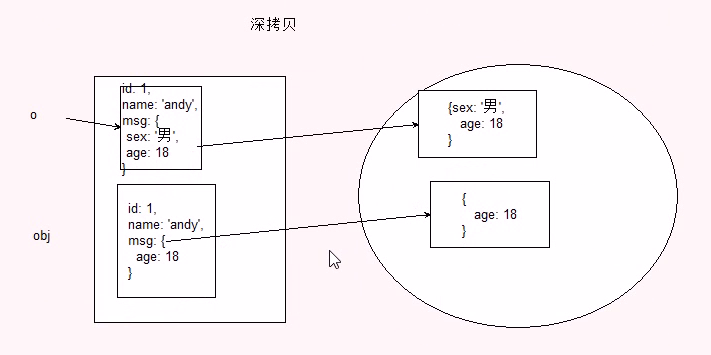 深拷贝
o
id: 1,
name: 'andy',
msg: {
sex: '男',
age: 18
}
{sex: '男',
age: 18
}
obj
id: 1,
name: 'andy',
msg: {
age: 18
}
{
age: 18
}